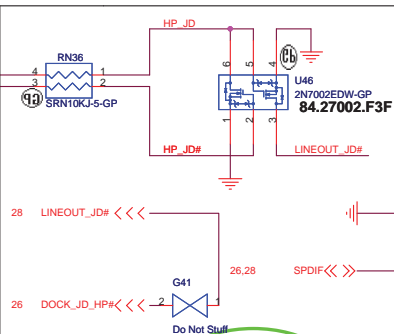 HP_JD
RN36
4
1
3
2
SRN10KJ-5-GP
6
5
4
U46
2N7002EDW-GP
84.27002.F3F
1
2
3
HP_JD#
LINEOUT_JD#
28 LINEOUT_JD#
26,28
SPDIF
G41
26 DOCK_JD_HP#
2
1
Do Not Stuff